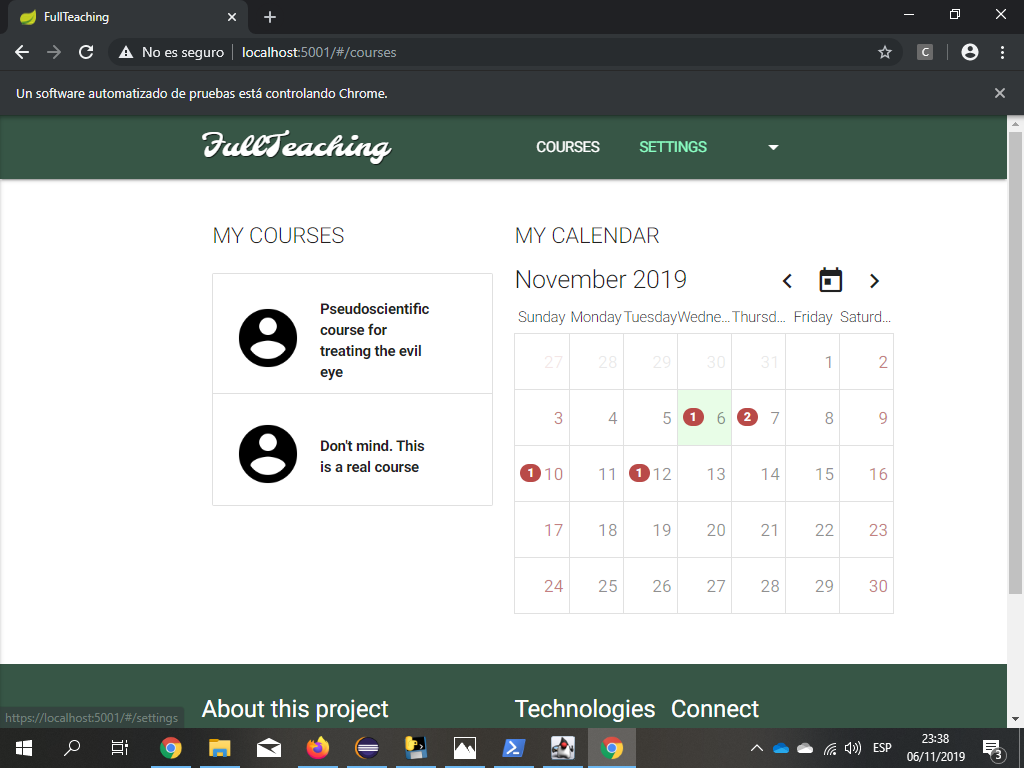 FullTeaching
No es seguro
localhost:5001/#/courses
C
Un software automatizado de pruebas está controlando Chrome.
FullTeaching
COURSES
SETTINGS
MY COURSES
Pseudoscientific
course for
treating the evil
eye
Don't mind. This
is a real course
MY CALENDAR
November 2019
Sunday Monday Tuesday Wedne... Thursd... Friday Saturd...
27 28 29 30 31 1 2
3 4 5 1 6 2 7 8 9
1 10 11 1 12 13 14 15 16
17 18 19 20 21 22 23
24 25 26 27 28 29 30
About this project
Technologies
Connect
https://localhost:5001/#/settings
ESP
23:38
06/11/2019
3